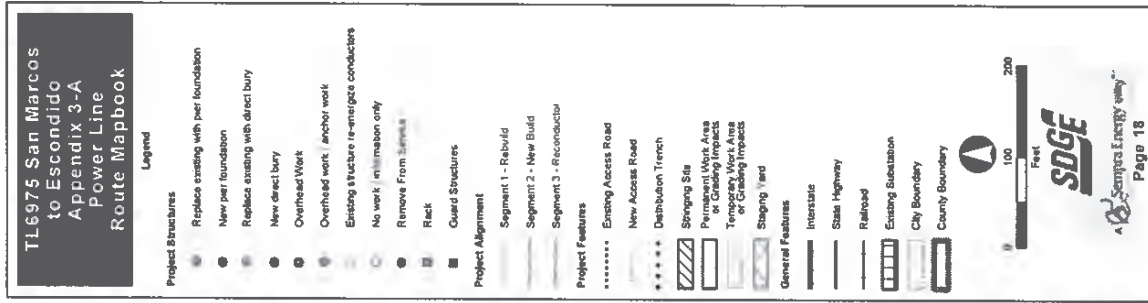 TL6975 San Marcos
to Escondido
Appendix 3-A
Power Line
Route Mapbook
Legend
Project Structures
Replace existing with pier foundation
New pier foundation
Replace existing with direct bury
New direct bury
Overhead Work
Overhead work / anchor work
Existing structure re-energize conductors
No work / information only
Remove From Service
Rack
Guard Structures
Project Alignment
Segment 1 - Rebuild
Segment 2 - New Build
Segment 3 - Reconductor
Project Features
Existing Access Road
New Access Road
Distribution Trench
Stringing Site
Permanent Work Area
or Grading Impacts
Temporary Work Area
or Grading Impacts
Staging Yard
General Features
Interstate
State Highway
Railroad
Existing Substation
City Boundary
County Boundary
0 100 200
Feet
SDGE
A Sempra Energy utility
Page 18